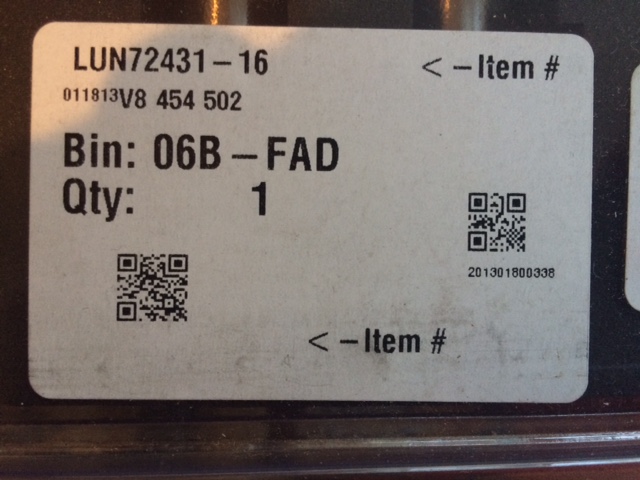 LUN72431-16 <-Item #
011813V8 454 502
Bin: 06B-FAD
Qty: 1
201301800338
<-Item #